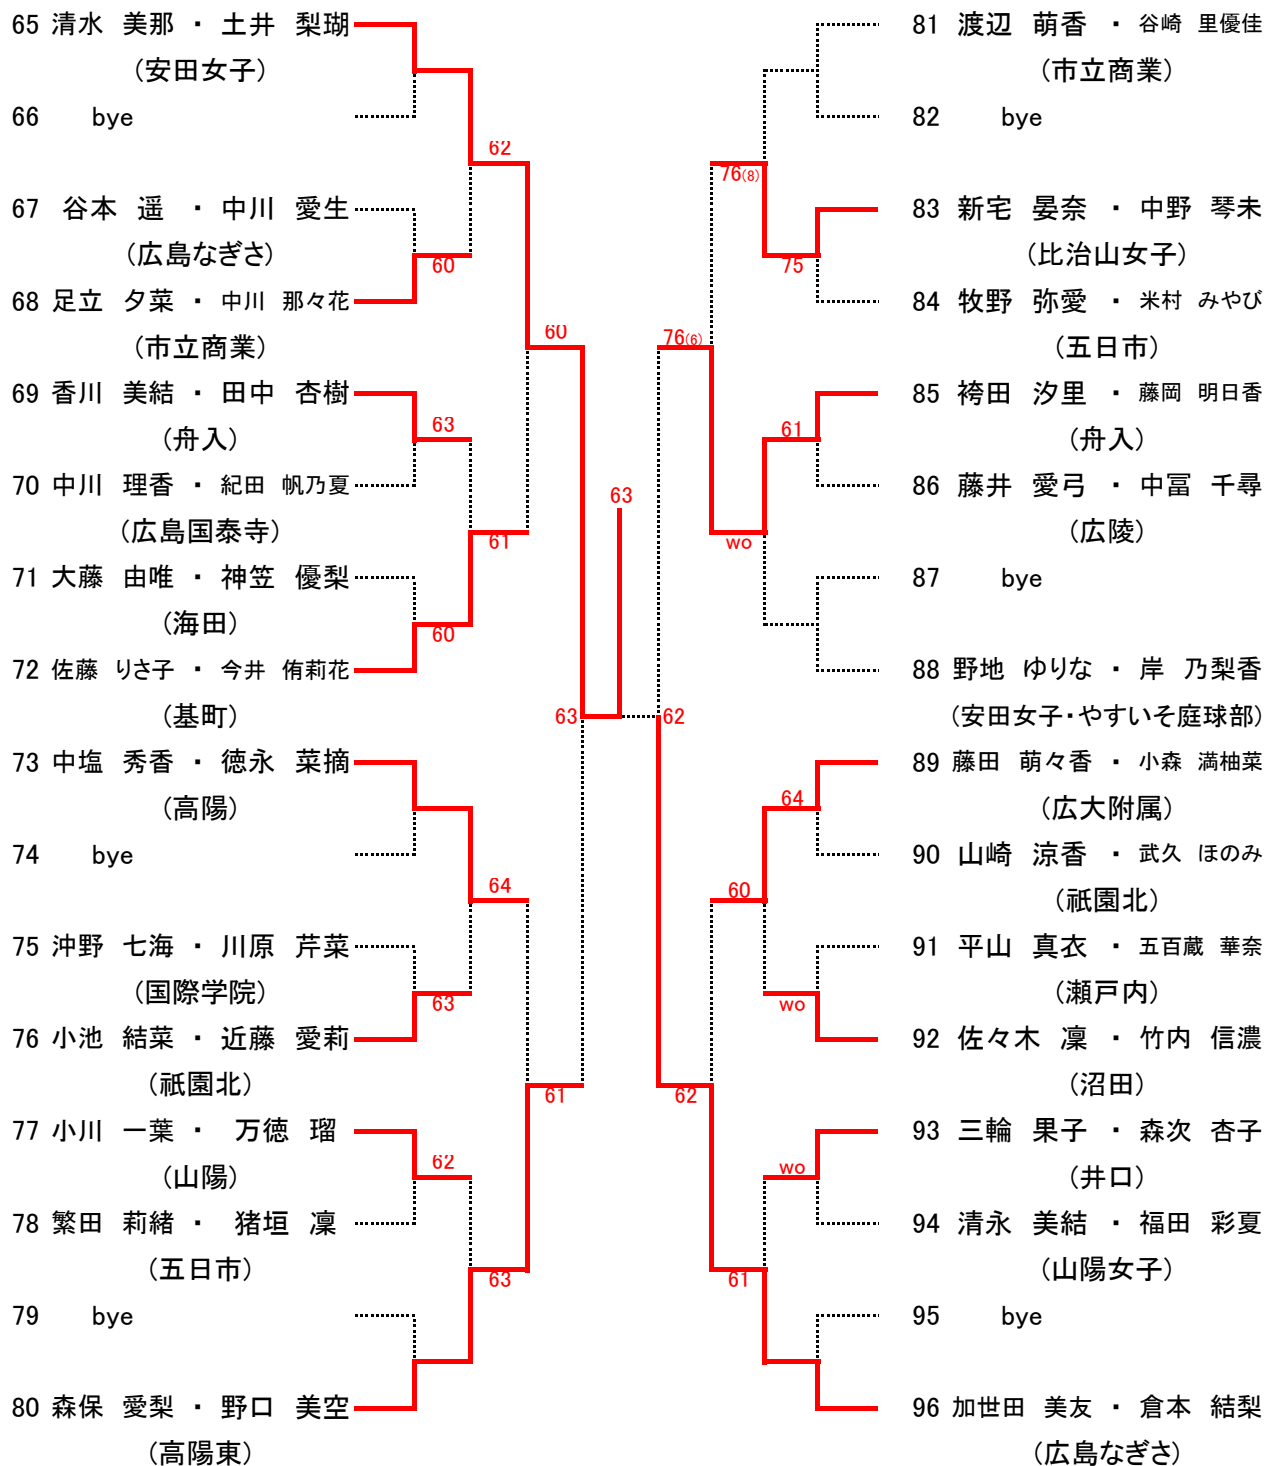 65 清水 美那 ・ 土井 梨瑚
(安田女子)
66 bye
62
67 谷本 遥 ・ 中川 愛生
(広島なぎさ)
60
68 足立 夕菜 ・ 中川 那々花
60
(市立商業)
69 香川 美結 ・ 田中 杏樹
63
(舟入)
70 中川 理香 ・ 紀田 帆乃夏
63
(広島国泰寺)
61
71 大藤 由唯 ・ 神笠 優梨
(海田)
60
72 佐藤 りさ子 ・ 今井 侑莉花
(基町)
63
73 中塩 秀香 ・ 徳永 菜摘
(高陽)
74 bye
64
75 沖野 七海 ・ 川原 芹菜
(国際学院)
63
76 小池 結菜 ・ 近藤 愛莉
(祇園北)
61
77 小川 一葉 ・ 万徳 瑠
62
(山陽)
78 繁田 莉緒 ・ 猪垣 凜
(五日市)
63
79 bye
80 森保 愛梨 ・ 野口 美空
(高陽東)
81 渡辺 萌香 ・ 谷崎 里優佳
(市立商業)
82 bye
76(8)
83 新宅 晏奈 ・ 中野 琴未
(比治山女子)
75
84 牧野 弥愛 ・ 米村 みやび
76(6)
(五日市)
85 袴田 汐里 ・ 藤岡 明日香
61
(舟入)
86 藤井 愛弓 ・ 中冨 千尋
(広陵)
wo
87 bye
88 野地 ゆりな ・ 岸 乃梨香
(安田女子・やすいそ庭球部)
62
89 藤田 萌々香 ・ 小森 満柚菜
64
(広大附属)
90 山崎 涼香 ・ 武久 ほのみ
60
(祇園北)
91 平山 真衣 ・ 五百蔵 華奈
(瀬戸内)
wo
92 佐々木 凜 ・ 竹内 信濃
(沼田)
62
93 三輪 果子 ・ 森次 杏子
wo
(井口)
94 清永 美結 ・ 福田 彩夏
(山陽女子)
61
95 bye
96 加世田 美友 ・ 倉本 結梨
(広島なぎさ)